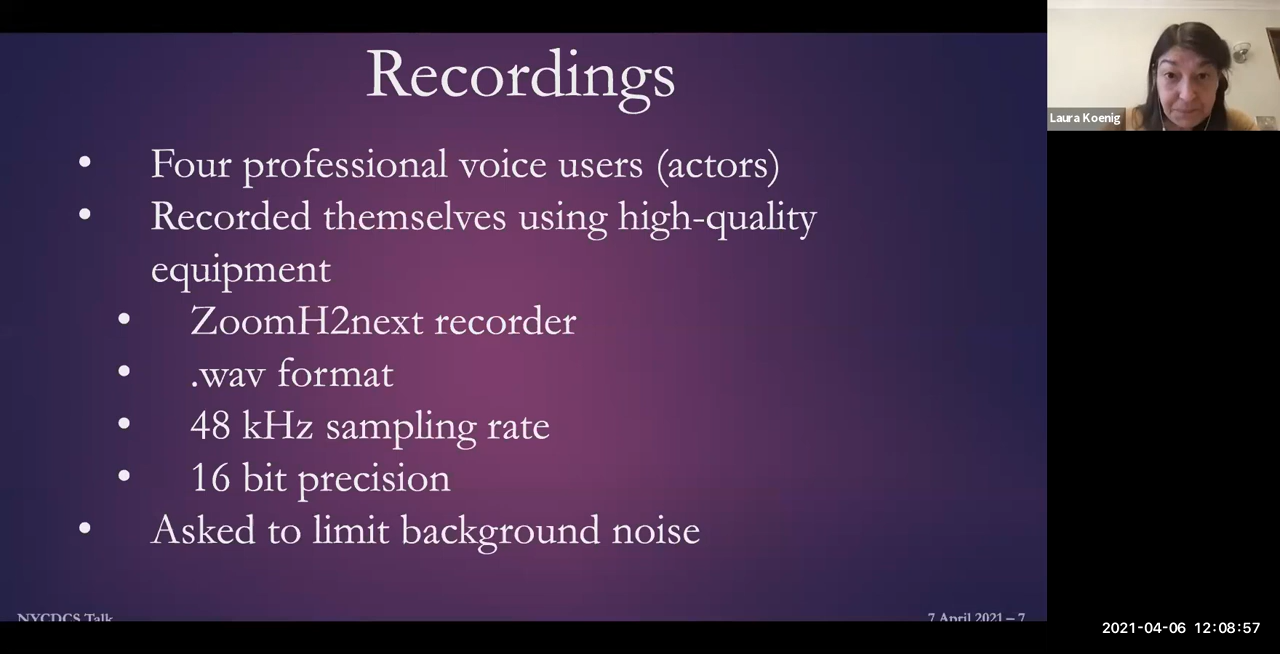 Recordings
• Four professional voice users (actors)
• Recorded themselves using high-quality
equipment
• ZoomH2next recorder
• .wav format
• 48 kHz sampling rate
• 16 bit precision
• Asked to limit background noise
NYCDCS Talk
7 April 2021 – 7
Laura Koenig
2021-04-06 12:08:57